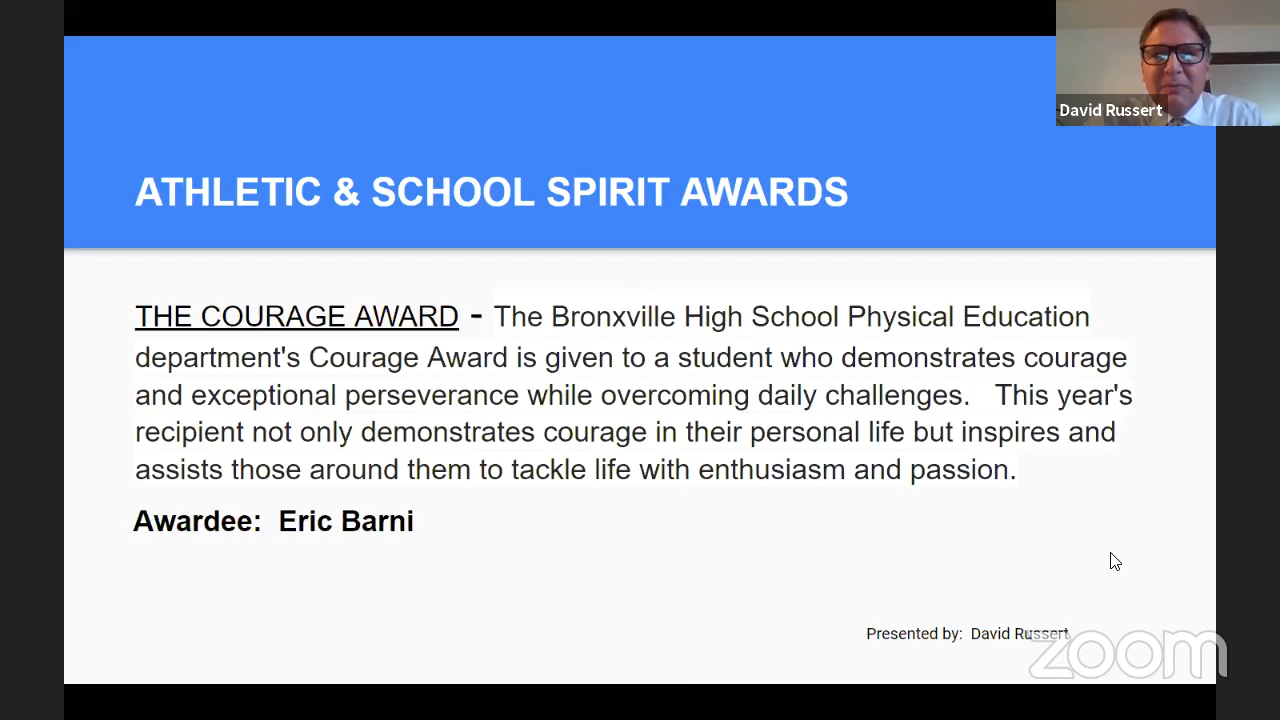 David Russert
ATHLETIC & SCHOOL SPIRIT AWARDS
THE COURAGE AWARD - The Bronxville High School Physical Education
department's Courage Award is given to a student who demonstrates courage
and exceptional perseverance while overcoming daily challenges.   This year's
recipient not only demonstrates courage in their personal life but inspires and
assists those around them to tackle life with enthusiasm and passion.
Awardee:  Eric Barni
Presented by:  David Russert
zoom